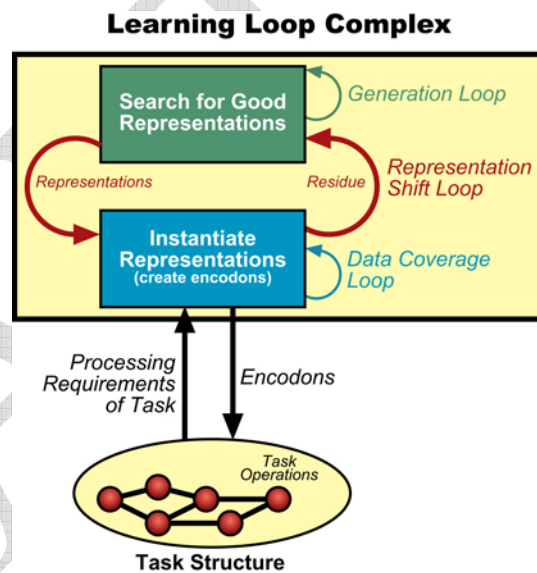 Learning Loop Complex
Search for Good
Representations
Generation Loop
Representations
Residue
Representation
Shift Loop
Instantiate
Representations
(create encodons)
Data Coverage
Loop
Processing
Requirements
of Task
Encodons
Task
Operations
Task Structure